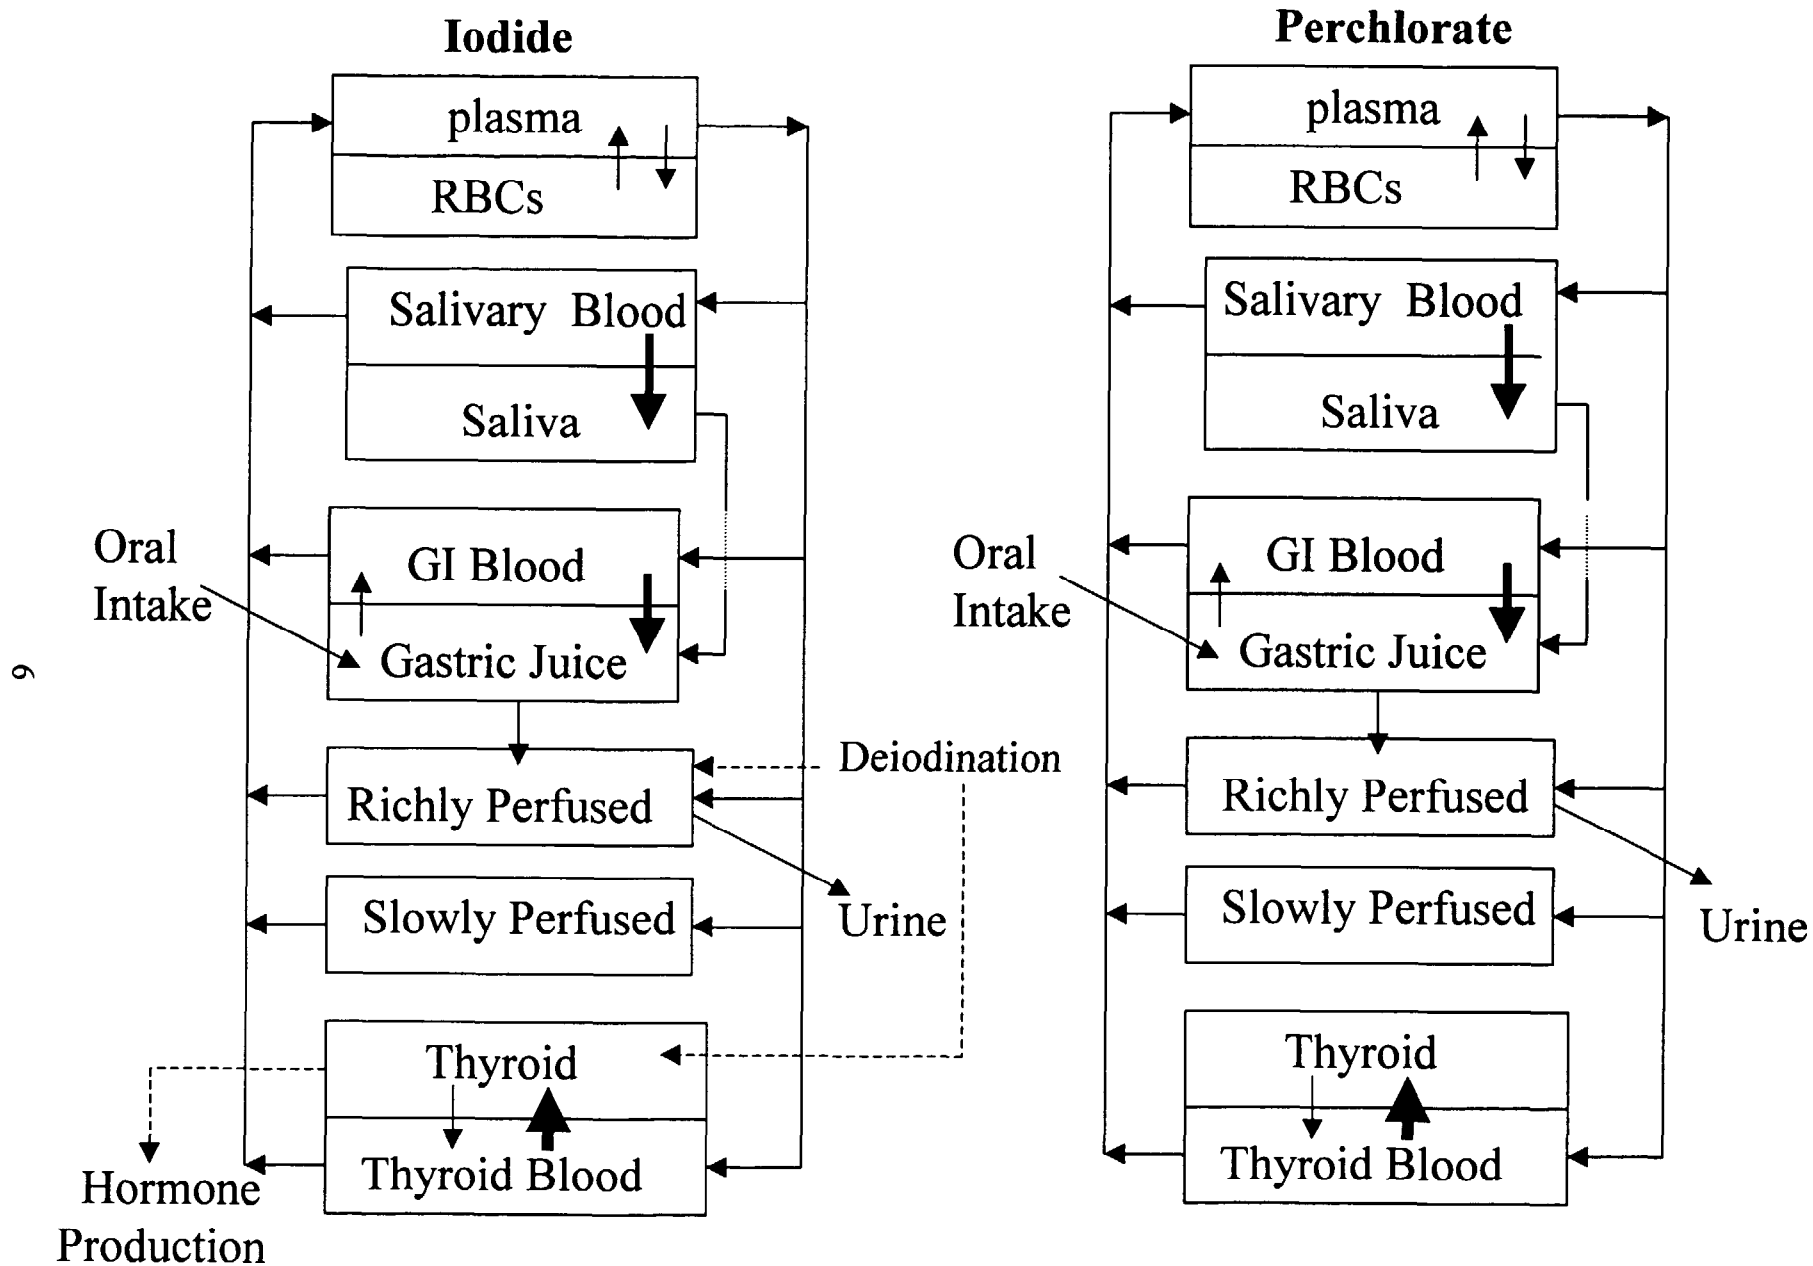 Iodide
plasma
RBCs
Salivary Blood
Saliva
Oral
Intake
GI Blood
Gastric Juice
Deiodination
Richly Perfused
Urine
Slowly Perfused
Thyroid
Thyroid Blood
Hormone
Production
Perchlorate
plasma
RBCs
Salivary Blood
Saliva
Oral
Intake
GI Blood
Gastric Juice
Richly Perfused
Urine
Slowly Perfused
Thyroid
Thyroid Blood